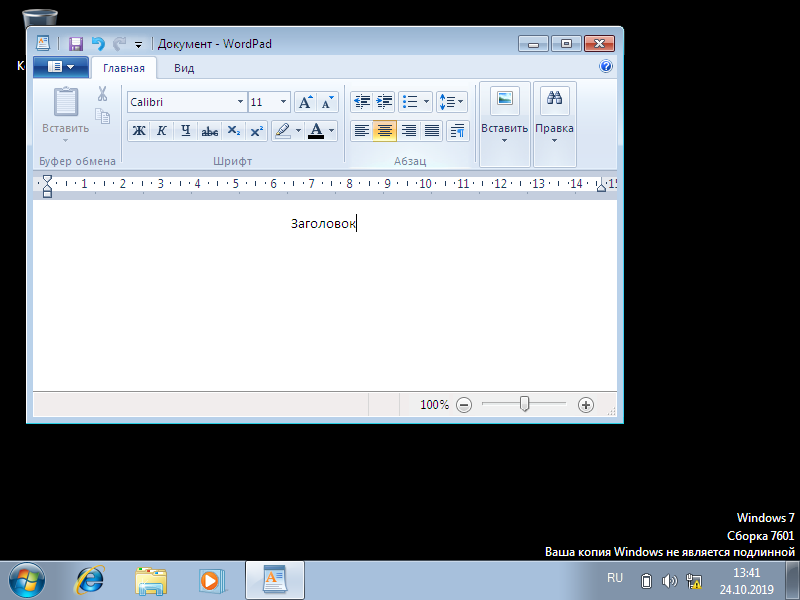 Документ - WordPad
Главная Вид
Вставить
Calibri 11
Ж К Ч abc X₂ X²
А
Вставить
Правка
Буфер обмена Шрифт Абзац
1 2 3 4 5 6 7 8 9 10 11 12 13 14 15
Заголовок
100%
Windows 7
Сборка 7601
Ваша копия Windows не является подлинной
RU
13:41
24.10.2019